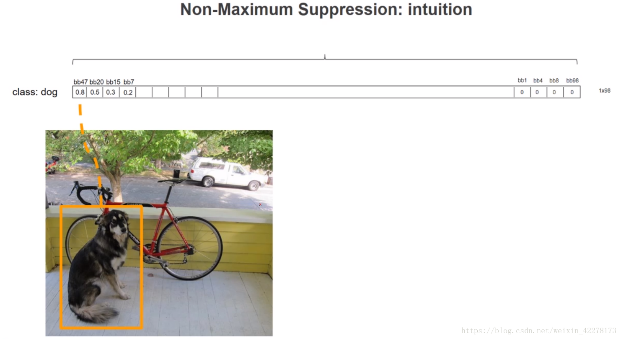 Non-Maximum Suppression: intuition
bb47 bb20 bb15 bb7 bb1 bb4 bb8 bb98
class: dog 0.8 0.5 0.3 0.2 0 0 0 0 1x98